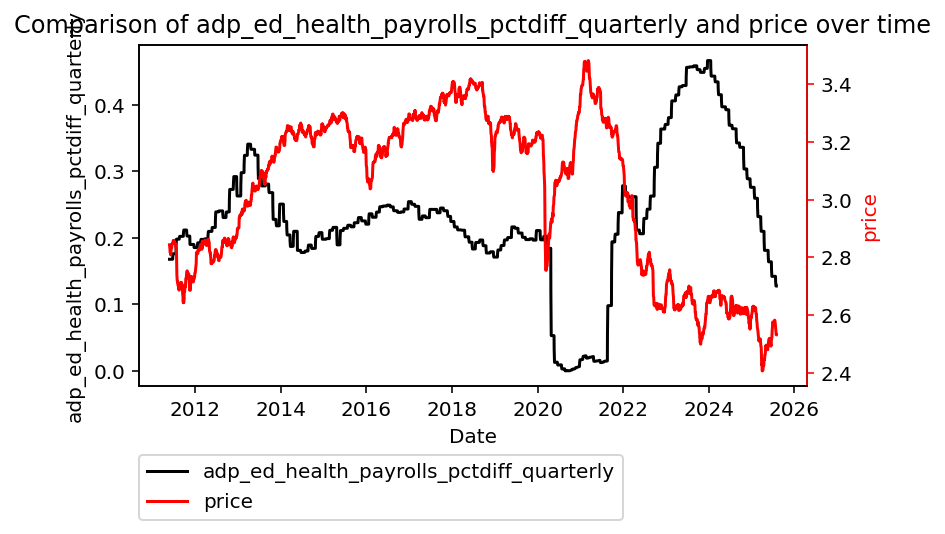 Comparison of adp_ed_health_payrolls_pctdiff_quarterly and price over time
adp_ed_health_payrolls_pctdiff_quarterly
0.4
0.3
0.2
0.1
0.0
3.4
3.2
3.0
2.8
2.6
2.4
price
2012 2014 2016 2018 2020 2022 2024 2026
Date
adp_ed_health_payrolls_pctdiff_quarterly
price